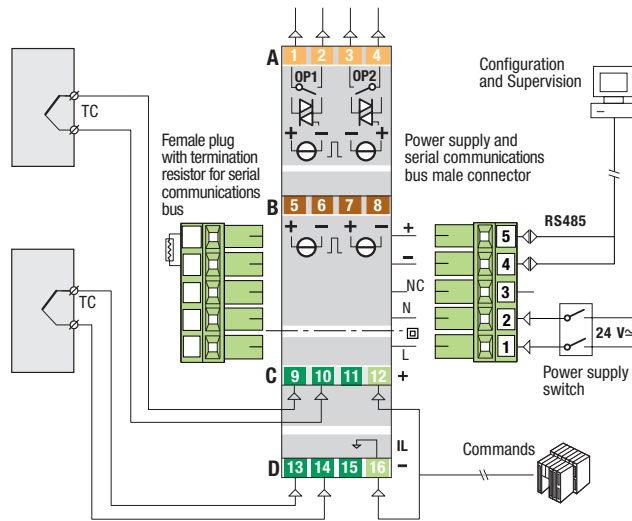 A
1 2 3 4
OP1 OP2
+ − + −
TC
Female plug
with termination
resistor for serial
communications
bus
Power supply and
serial communications
bus male connector
Configuration
and Supervision
B
5 6 7 8
+ − + −
+
−
NC
N
L
RS485
5
4
3
2
1
24 V≂
Power supply
switch
TC
C
9 10 11 12 +
IL
D
13 14 15 16 −
Commands